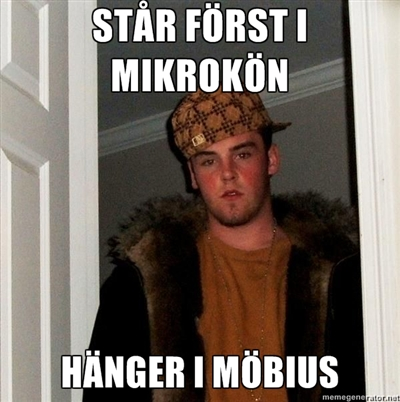 STÅR FÖRST I
MIKROKÖN
HÄNGER I MÖBIUS
memegenerator.net